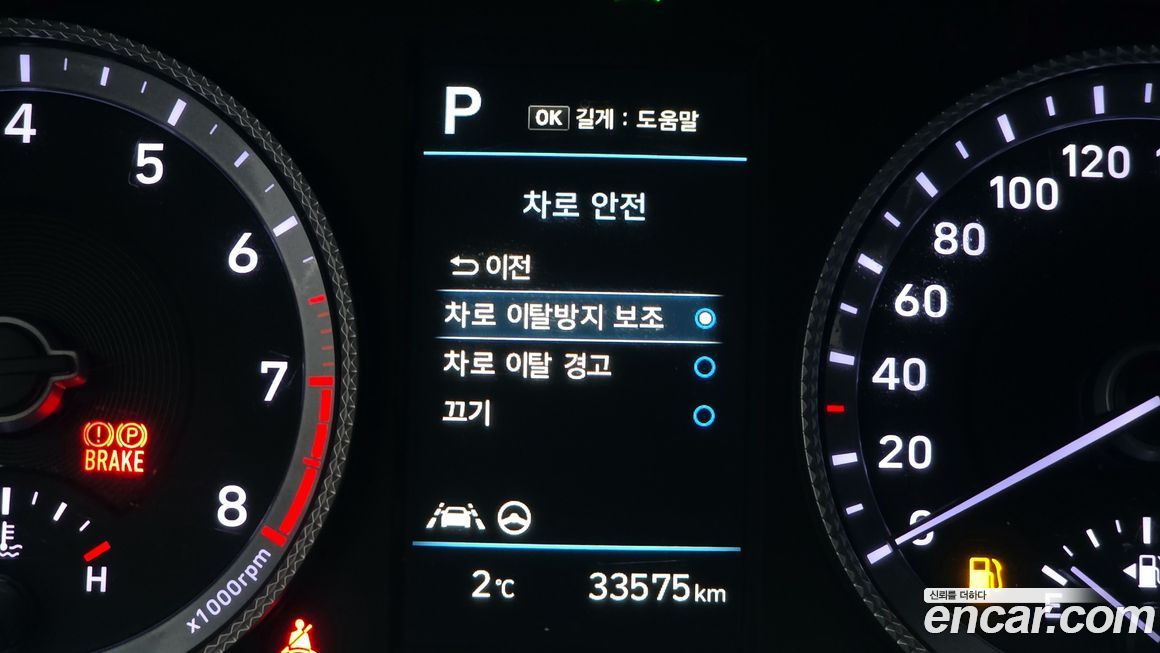 P
OK 길게 : 도움말
차로 안전
이전
차로 이탈방지 보조
차로 이탈 경고
끄기
2℃ 33575 km
4
5
6
7
8
x1000rpm
(!) (P)
BRAKE
H
120
100
80
60
40
20
0
E
신뢰를 더하다
encar.com